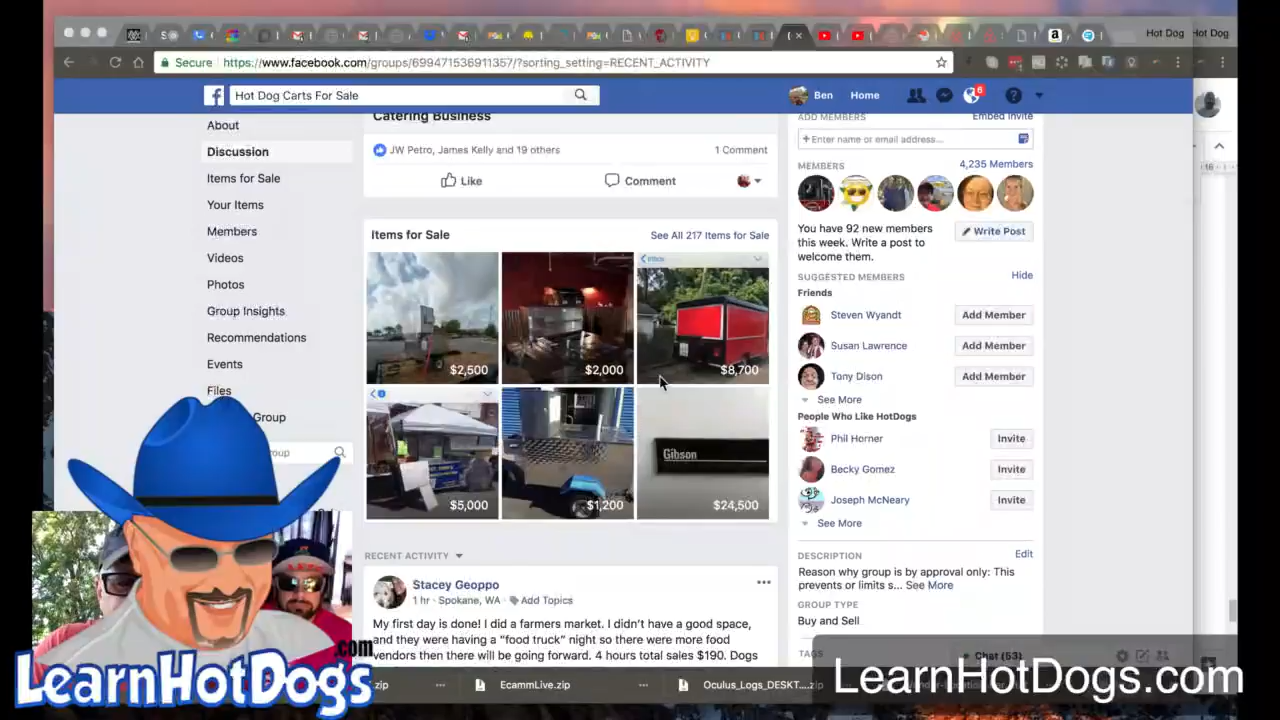 Hot Dog Hot Dog
Secure https://www.facebook.com/groups/699471536911357/?sorting_setting=RECENT_ACTIVITY
Hot Dog Carts For Sale
Ben Home 6
About
Discussion
Items for Sale
Your Items
Members
Videos
Photos
Group Insights
Recommendations
Events
Files
Group
Catering Business
JW Petro, James Kelly and 19 others 1 Comment
Like Comment
Items for Sale See All 217 Items for Sale
$2,500 $2,000 $8,700
Gibson
$5,000 $1,200 $24,500
RECENT ACTIVITY
Stacey Geoppo
1 hr · Spokane, WA · Add Topics
My first day is done! I did a farmers market. I didn't have a good space,
and they were having a "food truck" night so there were more food
vendors then there will be going forward. 4 hours total sales $190. Dogs
ADD MEMBERS Embed Invite
+ Enter name or email address...
MEMBERS 4,235 Members
You have 92 new members
this week. Write a post to
welcome them.
Write Post
SUGGESTED MEMBERS Hide
Friends
Steven Wyandt Add Member
Susan Lawrence Add Member
Tony Dison Add Member
See More
People Who Like HotDogs
Phil Horner Invite
Becky Gomez Invite
Joseph McNeary Invite
See More
DESCRIPTION Edit
Reason why group is by approval only: This
prevents or limits s... See More
GROUP TYPE
Buy and Sell
TAGS
Chat (53)
.com
LearnHotDogs
zip EcammLive.zip Oculus_Logs_DESKT....zip
LearnHotDogs.com